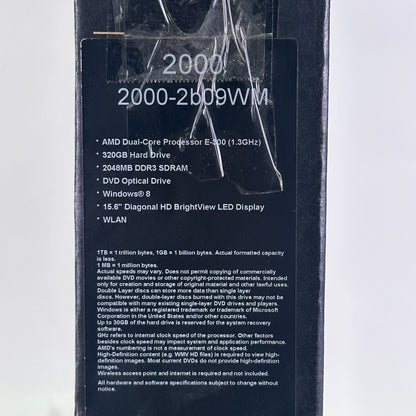 2000
2000-2b09WM
• AMD Dual-Core Processor E-300 (1.3GHz)
• 320GB Hard Drive
• 2048MB DDR3 SDRAM
• DVD Optical Drive
• Windows® 8
• 15.6" Diagonal HD BrightView LED Display
• WLAN
1TB = 1 trillion bytes, 1GB = 1 billion bytes. Actual formatted capacity
is less.
1 MB = 1 million bytes.
Actual speeds may vary. Does not permit copying of commercially
available DVD movies or other copyright-protected materials. Intended
only for creation and storage of original material and other lawful uses.
Double Layer discs can store more data than single layer
discs. However, double-layer discs burned with this drive may not be
compatible with many existing single-layer DVD drives and players.
Windows is either a registered trademark or trademark of Microsoft
Corporation in the United States and/or other countries.
Up to 30GB of the hard drive is reserved for the system recovery
software.
GHz refers to internal clock speed of the processor. Other factors
besides clock speed may impact system and application performance.
AMD's numbering is not a measurement of clock speed.
High-Definition content (e.g. WMV HD files) is required to view high-
definition images. Most current DVDs do not provide high-definition
images.
Wireless access point and internet is required and not included.
All hardware and software specifications subject to change without
notice.